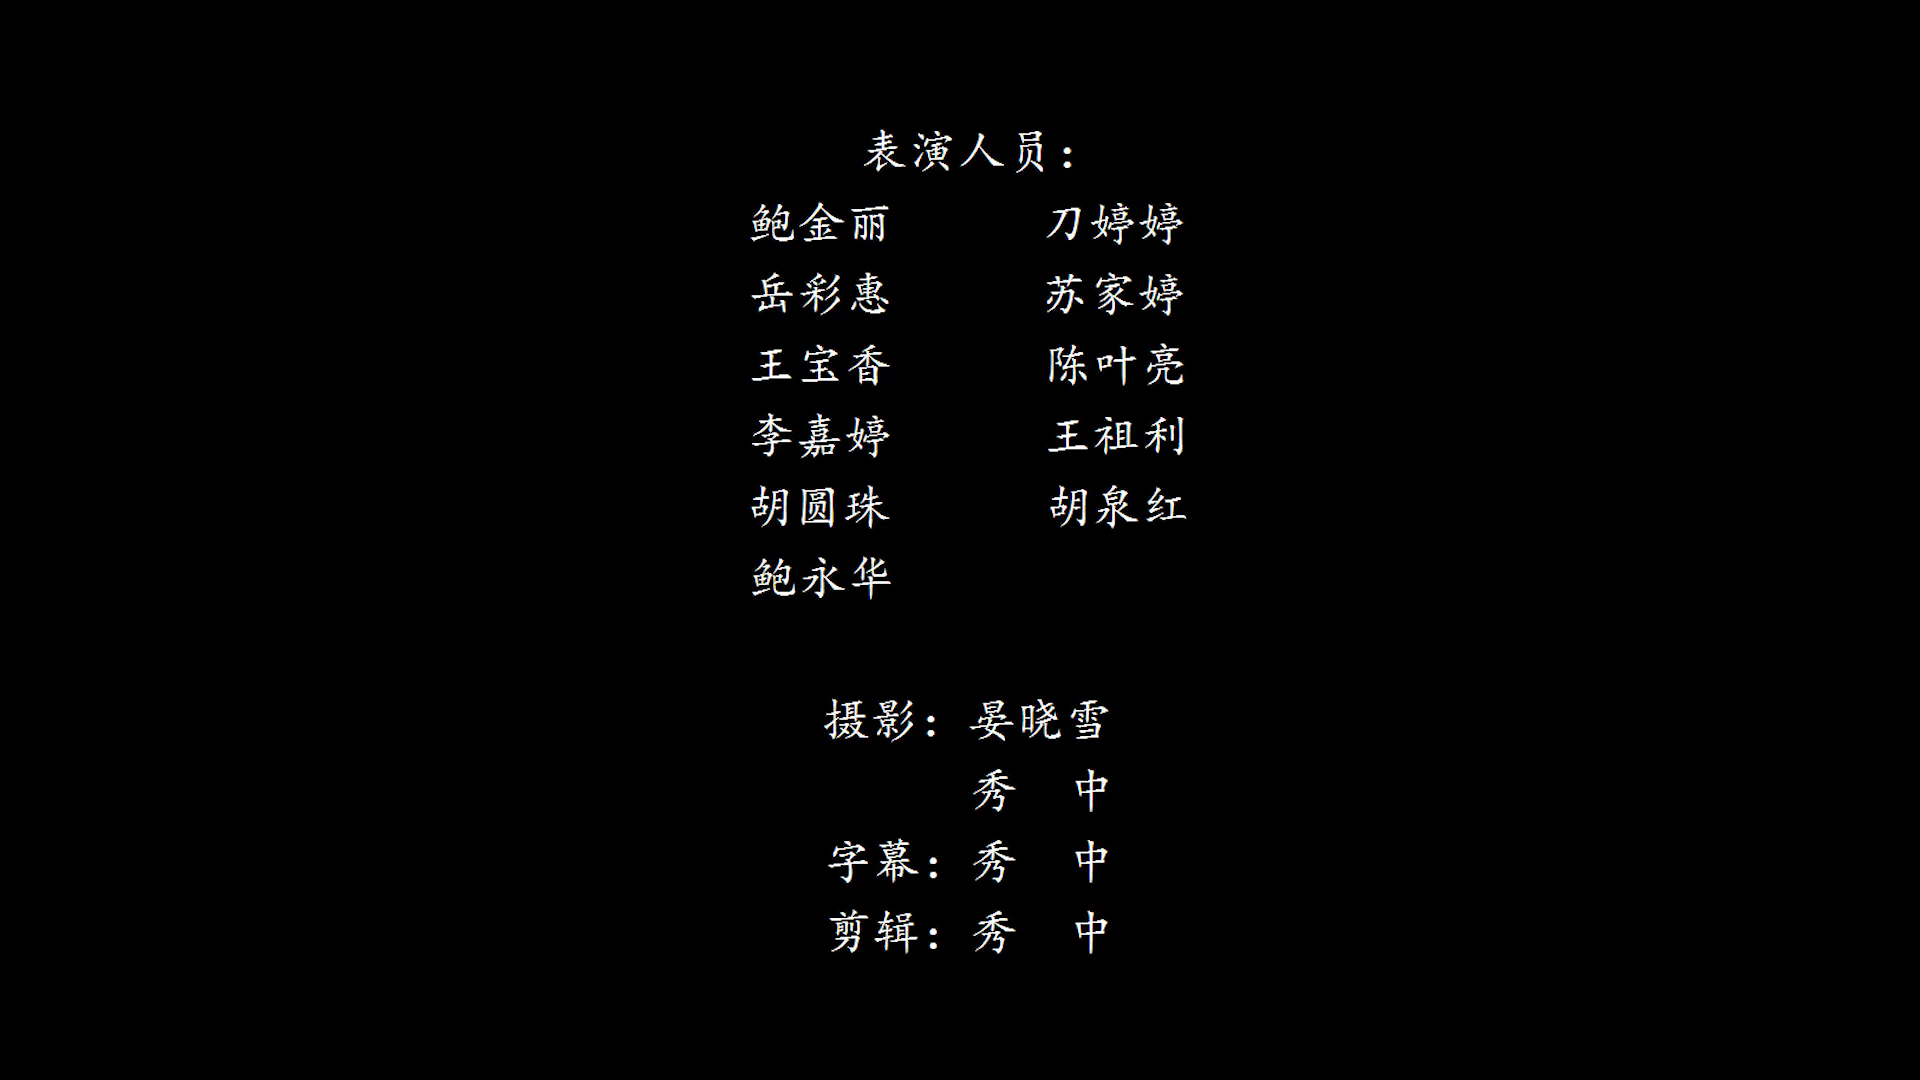 表演人员：
鲍金丽　刀婷婷
岳彩惠　苏家婷
王宝香　陈叶亮
李嘉婷　王祖利
胡圆珠　胡泉红
鲍永华
摄影：晏晓雪
秀　中
字幕：秀　中
剪辑：秀　中